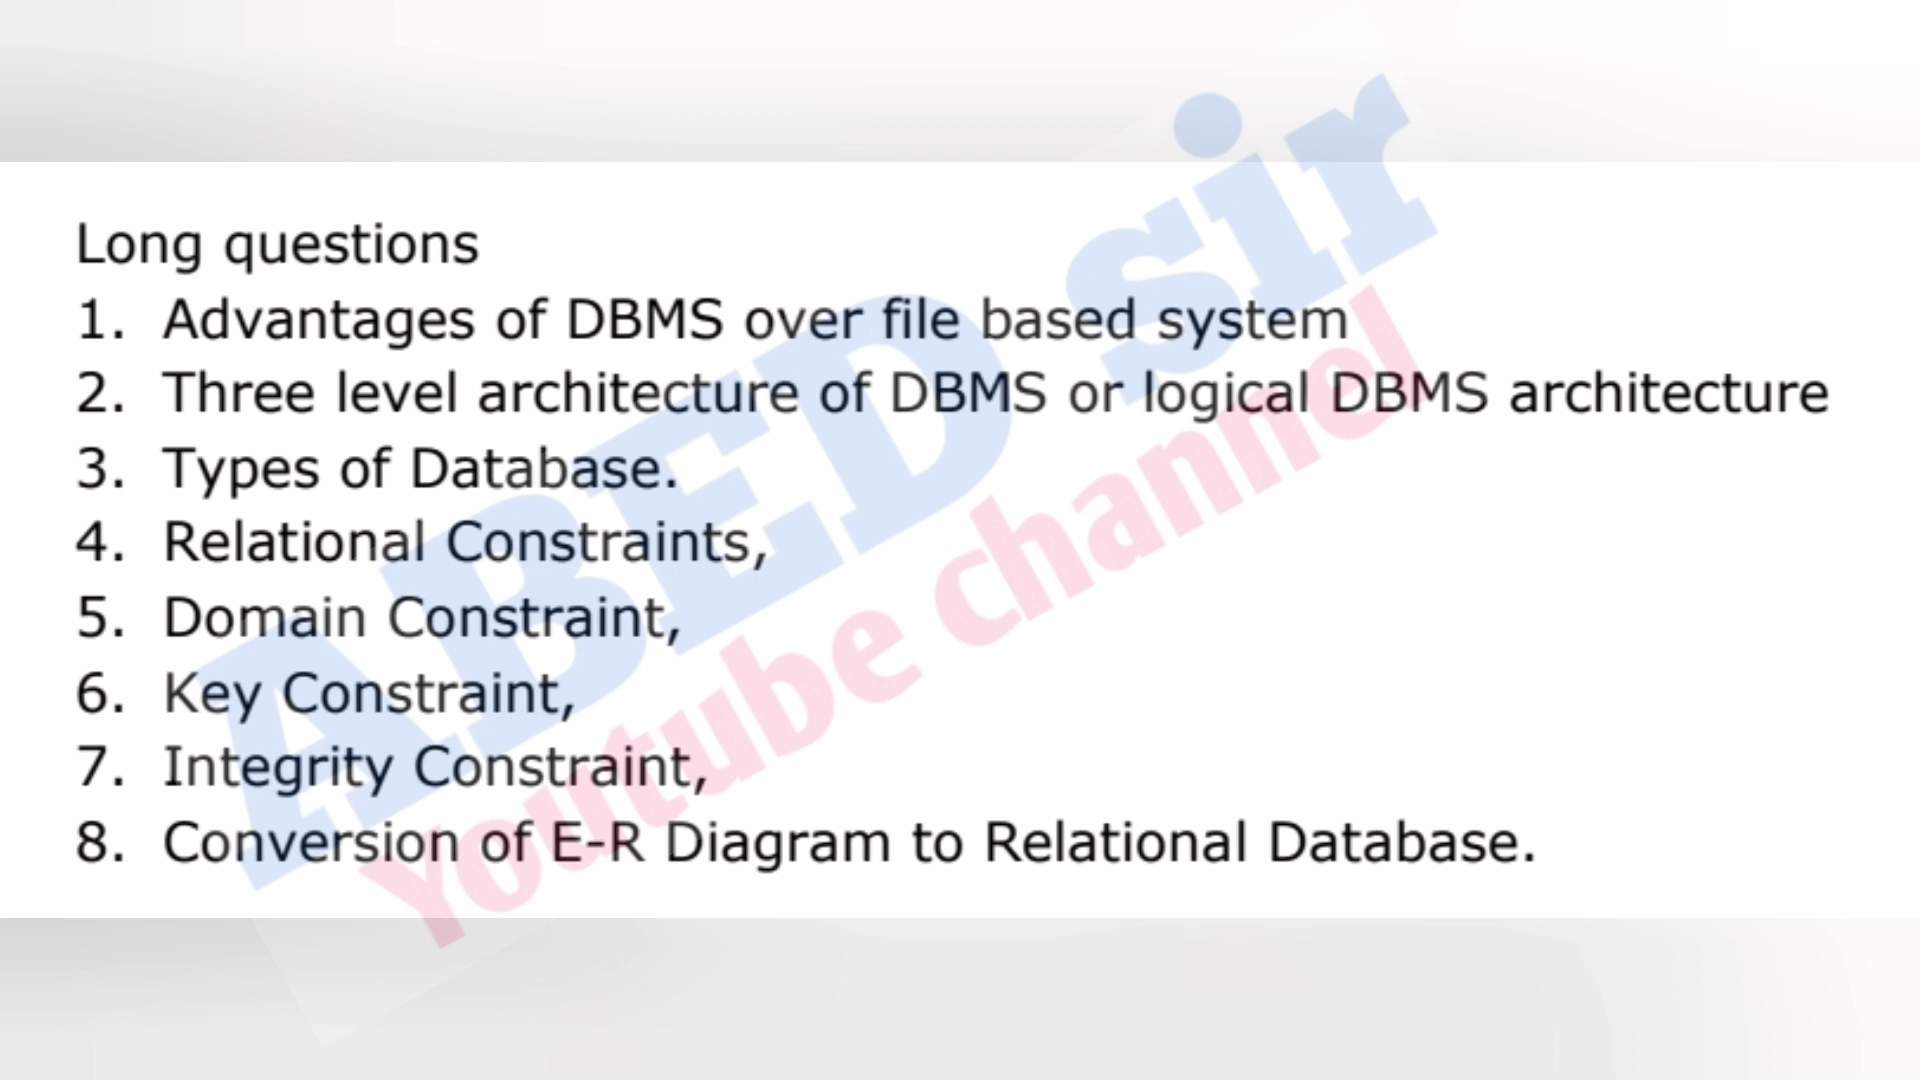 Long questions
1. Advantages of DBMS over file based system
2. Three level architecture of DBMS or logical DBMS architecture
3. Types of Database.
4. Relational Constraints,
5. Domain Constraint,
6. Key Constraint,
7. Integrity Constraint,
8. Conversion of E-R Diagram to Relational Database.
ABED sir
Youtube channel